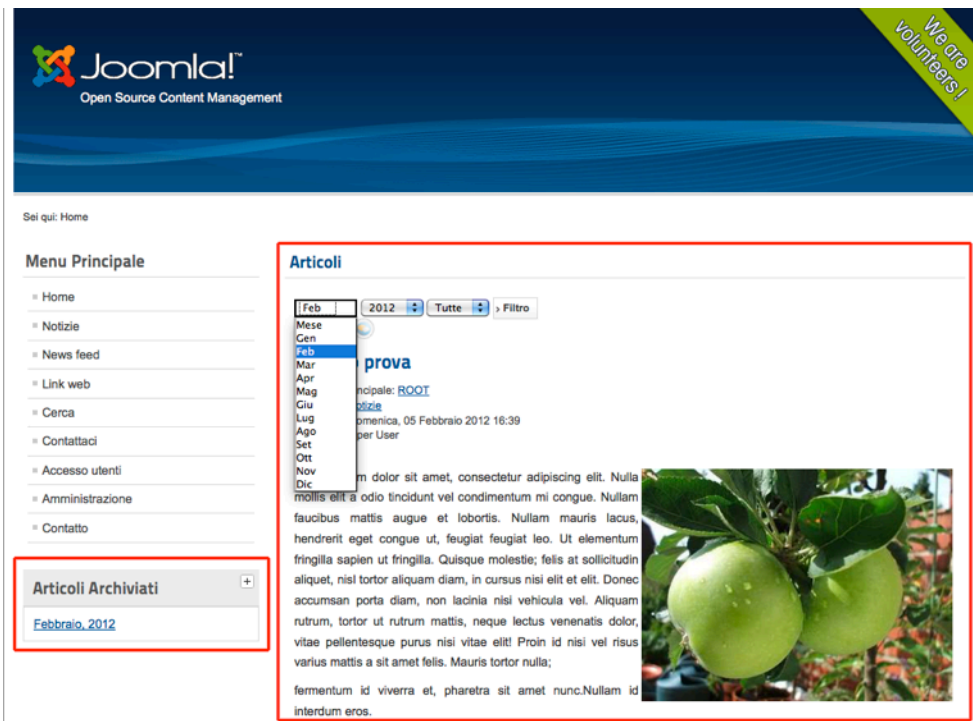 We are
volunteers !
Joomla!™
Open Source Content Management
Sei qui: Home
Menu Principale
Home
Notizie
News feed
Link web
Cerca
Contattaci
Accesso utenti
Amministrazione
Contatto
Articoli Archiviati
+
Febbraio, 2012
Articoli
Feb 2012 Tutte › Filtro
Mese
Gen
Feb
Mar
Apr
Mag
Giu
Lug
Ago
Set
Ott
Nov
Dic
prova
ncipale: ROOT
otizie
omenica, 05 Febbraio 2012 16:39
per User
m dolor sit amet, consectetur adipiscing elit. Nulla
mollis elit a odio tincidunt vel condimentum mi congue. Nullam
faucibus mattis augue et lobortis. Nullam mauris lacus,
hendrerit eget congue ut, feugiat feugiat leo. Ut elementum
fringilla sapien ut fringilla. Quisque molestie; felis at sollicitudin
aliquet, nisl tortor aliquam diam, in cursus nisi elit et elit. Donec
accumsan porta diam, non lacinia nisi vehicula vel. Aliquam
rutrum, tortor ut rutrum mattis, neque lectus venenatis dolor,
vitae pellentesque purus nisi vitae elit! Proin id nisi vel risus
varius mattis a sit amet felis. Mauris tortor nulla;
fermentum id viverra et, pharetra sit amet nunc.Nullam id
interdum eros.